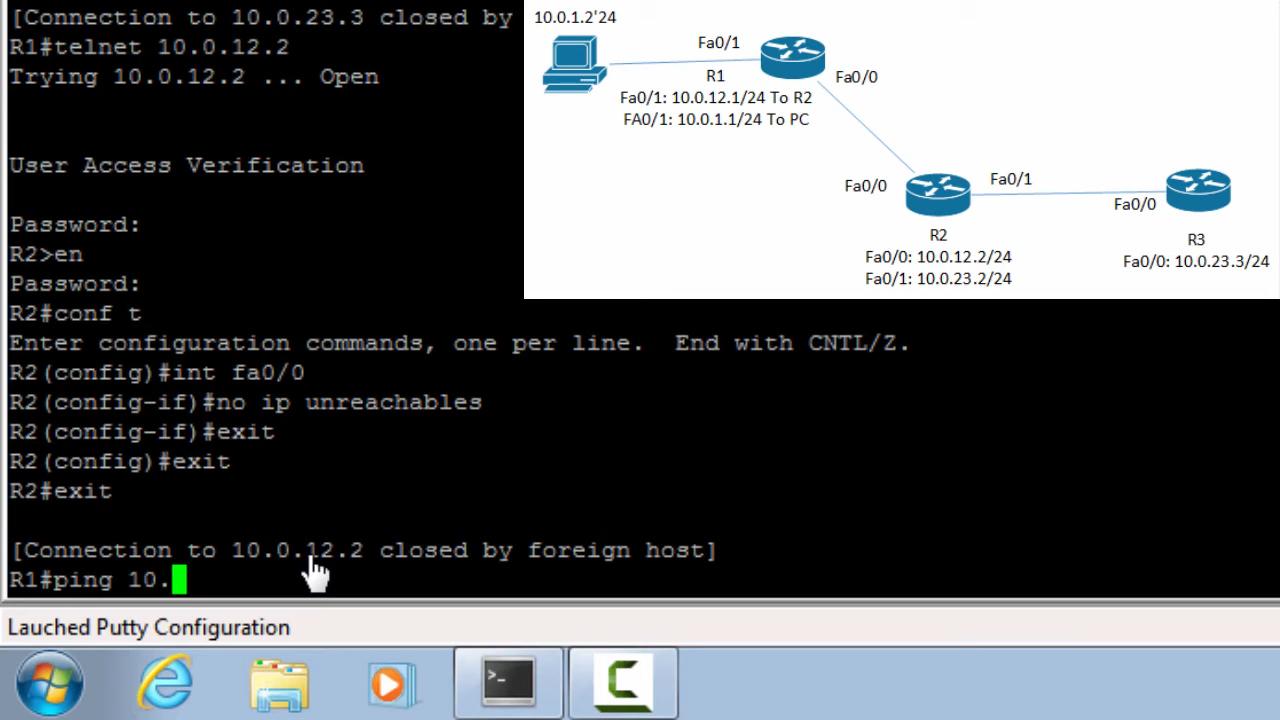 [Connection to 10.0.23.3 closed by
R1#telnet 10.0.12.2
Trying 10.0.12.2 ... Open
User Access Verification
Password:
R2>en
Password:
R2#conf t
Enter configuration commands, one per line.  End with CNTL/Z.
R2(config)#int fa0/0
R2(config-if)#no ip unreachables
R2(config-if)#exit
R2(config)#exit
R2#exit
[Connection to 10.0.12.2 closed by foreign host]
R1#ping 10.
10.0.1.2'24
Fa0/1
R1
Fa0/0
Fa0/1: 10.0.12.1/24 To R2
FA0/1: 10.0.1.1/24 To PC
Fa0/0
Fa0/1
Fa0/0
R2
Fa0/0: 10.0.12.2/24
Fa0/1: 10.0.23.2/24
R3
Fa0/0: 10.0.23.3/24
Lauched Putty Configuration
>_
C